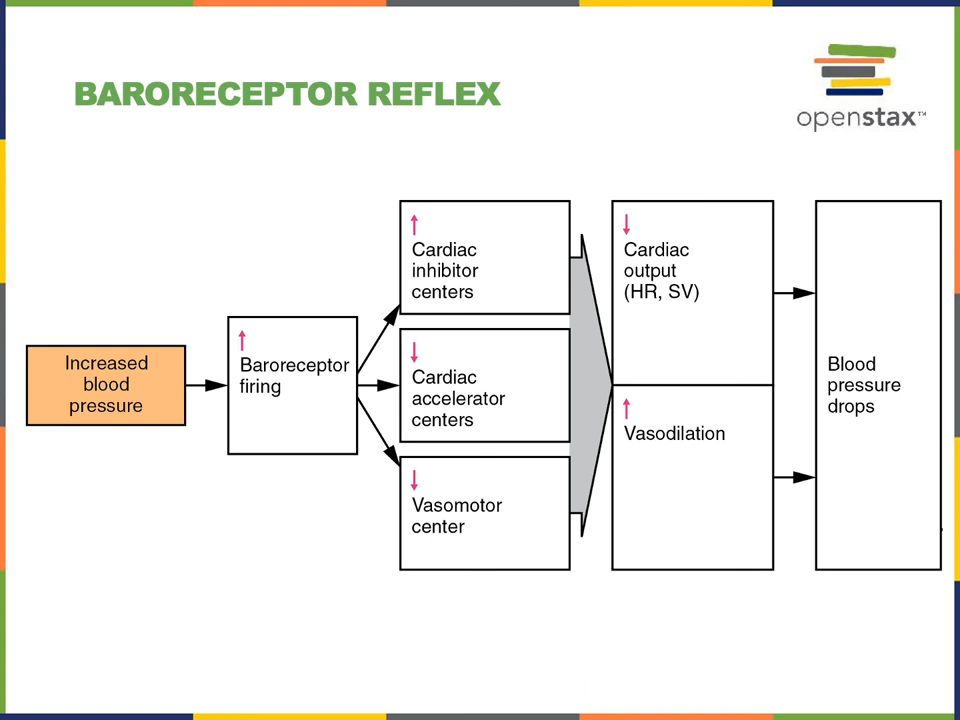 BARORECEPTOR REFLEX
openstax™
Increased
blood
pressure
↑
Baroreceptor
firing
↑
Cardiac
inhibitor
centers
↓
Cardiac
accelerator
centers
↓
Vasomotor
center
↓
Cardiac
output
(HR, SV)
↑
Vasodilation
Blood
pressure
drops